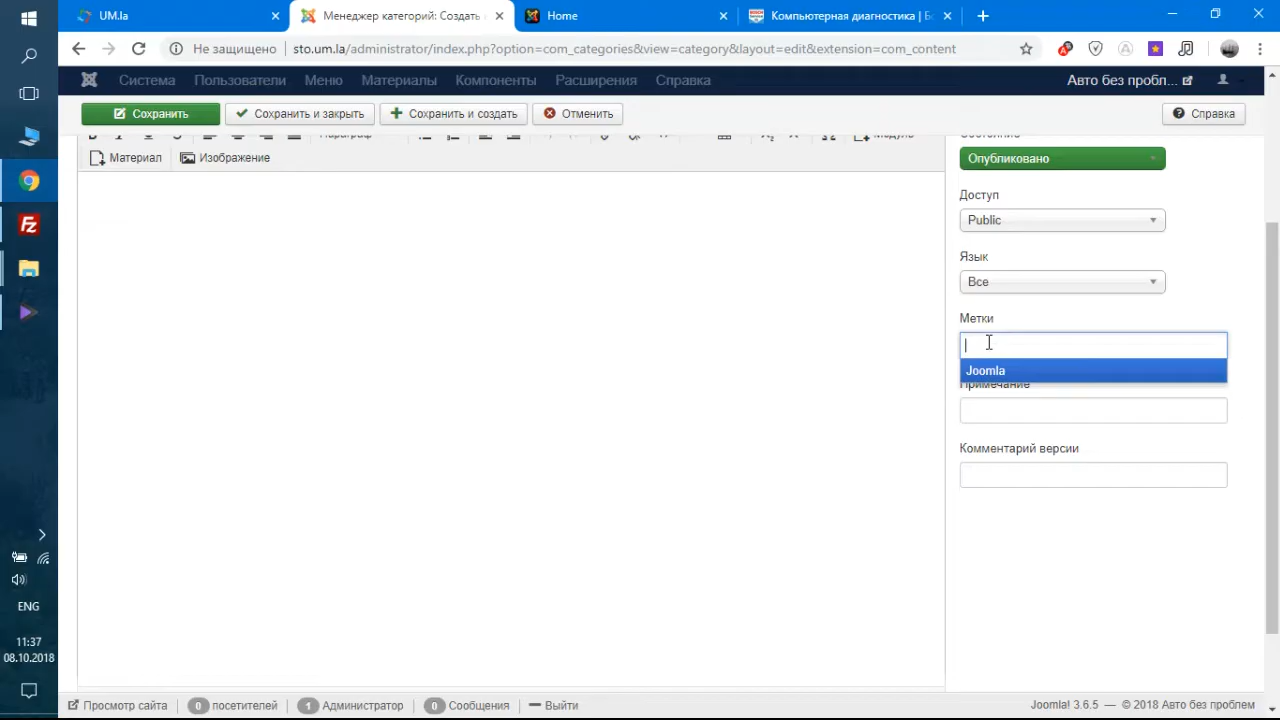 UM.la
Менеджер категорий: Создать
Home
Компьютерная диагностика | Бо
Не защищено
sto.um.la/administrator/index.php?option=com_categories&view=category&layout=edit&extension=com_content
Система Пользователи Меню Материалы Компоненты Расширения Справка
Авто без пробл...
Сохранить Сохранить и закрыть Сохранить и создать Отменить Справка
Параграф
Модуль
Состояние
Материал Изображение
Опубликовано
Доступ
Public
Язык
Все
Метки
Joomla
Примечание
Комментарий версии
ENG
11:37
08.10.2018
Просмотр сайта 0 посетителей 1 Администратор 0 Сообщения Выйти
Joomla! 3.6.5 — © 2018 Авто без проблем